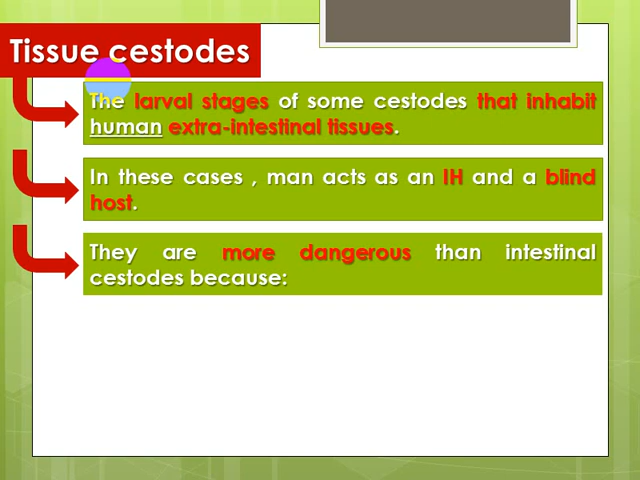 Tissue cestodes
The larval stages of some cestodes that inhabit
human extra-intestinal tissues.
In these cases , man acts as an IH and a blind
host.
They are more dangerous than intestinal
cestodes because: